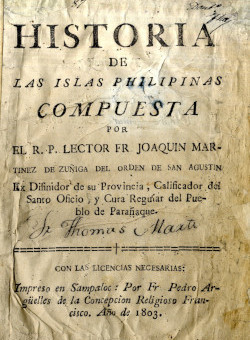 HISTORIA
DE
LAS ISLAS PHILIPINAS
COMPUESTA
POR
EL R. P. LECTOR FR JOAQUIN MAR-
TINEZ DE ZUÑIGA DEL ORDEN DE SAN AGUSTIN
Ex Difinidor de su Provincia, Calificador del
Santo Oficio, y Cura Regular del Pue-
blo de Parañaque.
Thomas Marti
CON LAS LICENCIAS NECESARIAS:
Impreso en Sampaloc: Por Fr. Pedro Ar-
güelles de la Concepcion Religioso Fran-
cisco. Año de 1803.